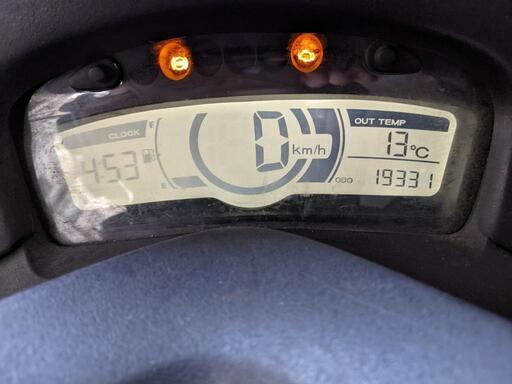 CLOCK F
4:53
E
0 km/h
OUT TEMP
13°C
ODO 19331